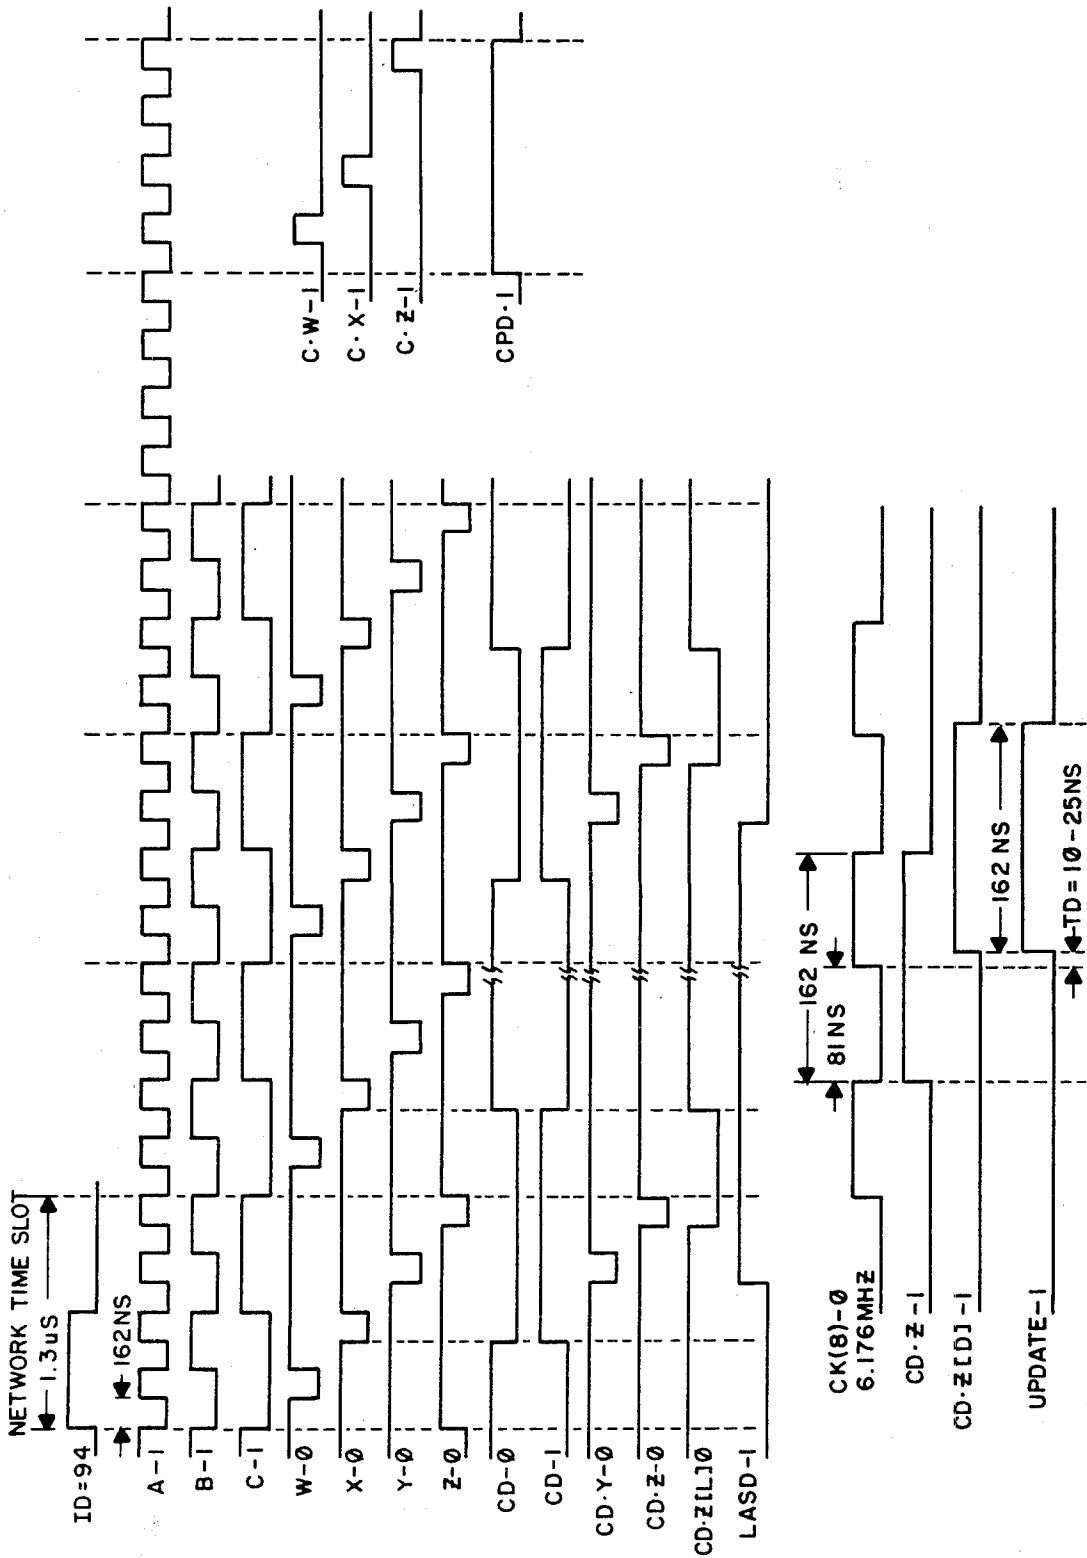 NETWORK TIME SLOT
1.3uS
162NS
ID=94
A-1
B-1
C-1
W-0
X-0
Y-0
Z-0
CD-0
CD-1
CD·Y-0
CD·Z-0
CD·Z[L]0
LASD-1
C·W-1
C·X-1
C·Z-1
CPD·1
162 NS
81NS
CK(8)-0
6.176MHZ
CD·Z-1
CD·Z[D]-1
162 NS
UPDATE-1
TD=10-25NS